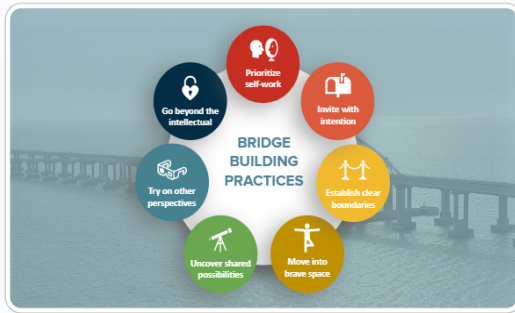 Prioritize
self-work
Invite with
intention
Establish clear
boundaries
Move into
brave space
Uncover shared
possibilities
Try on other
perspectives
Go beyond the
intellectual
BRIDGE
BUILDING
PRACTICES